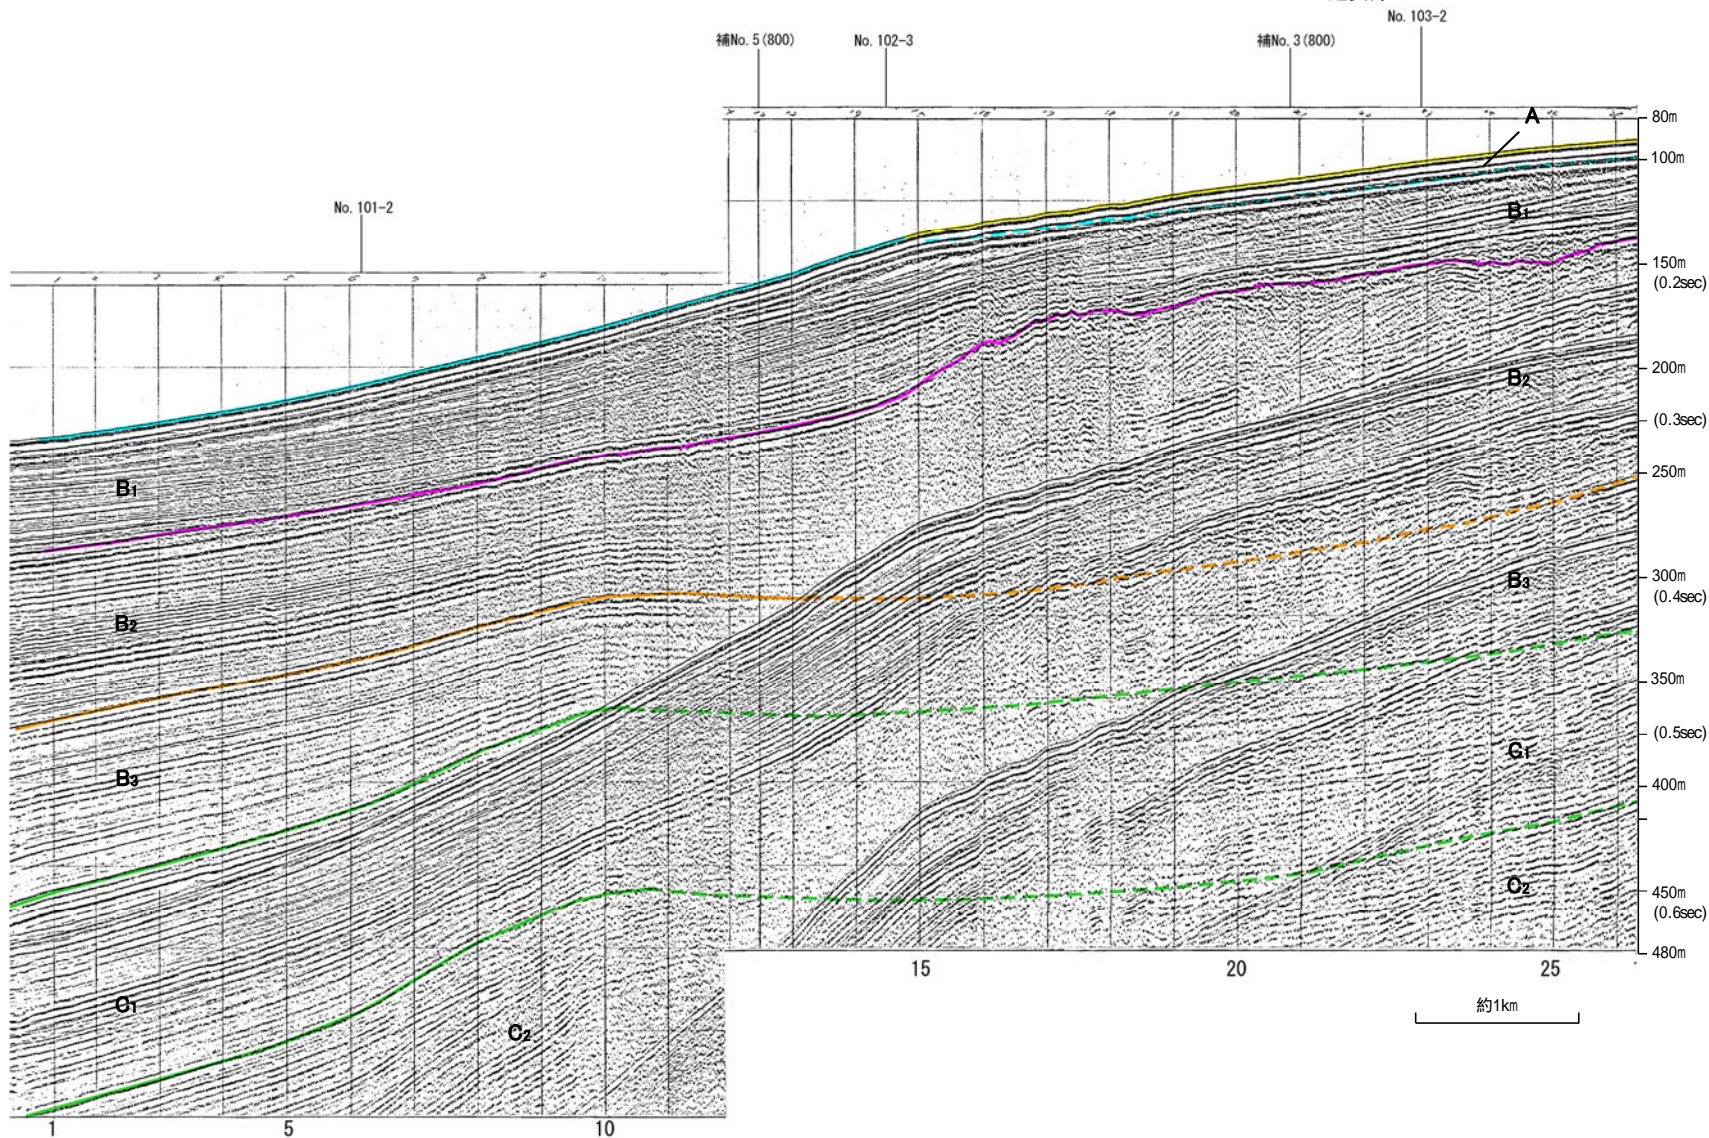 No. 103-2
補No. 5 (800)
No. 102-3
補No. 3 (800)
80m
A
100m
No. 101-2
B1
150m
(0.2sec)
200m
B2
(0.3sec)
250m
B1
300m
B3
(0.4sec)
B2
350m
(0.5sec)
C1
B3
400m
450m
C2
(0.6sec)
480m
15
20
25
C1
約1km
C2
1
5
10